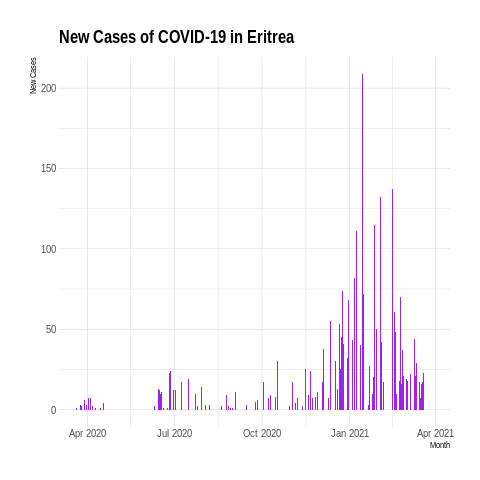 New Cases of COVID-19 in Eritrea
New Cases
200
150
100
50
0
Apr 2020
Jul 2020
Oct 2020
Jan 2021
Apr 2021
Month